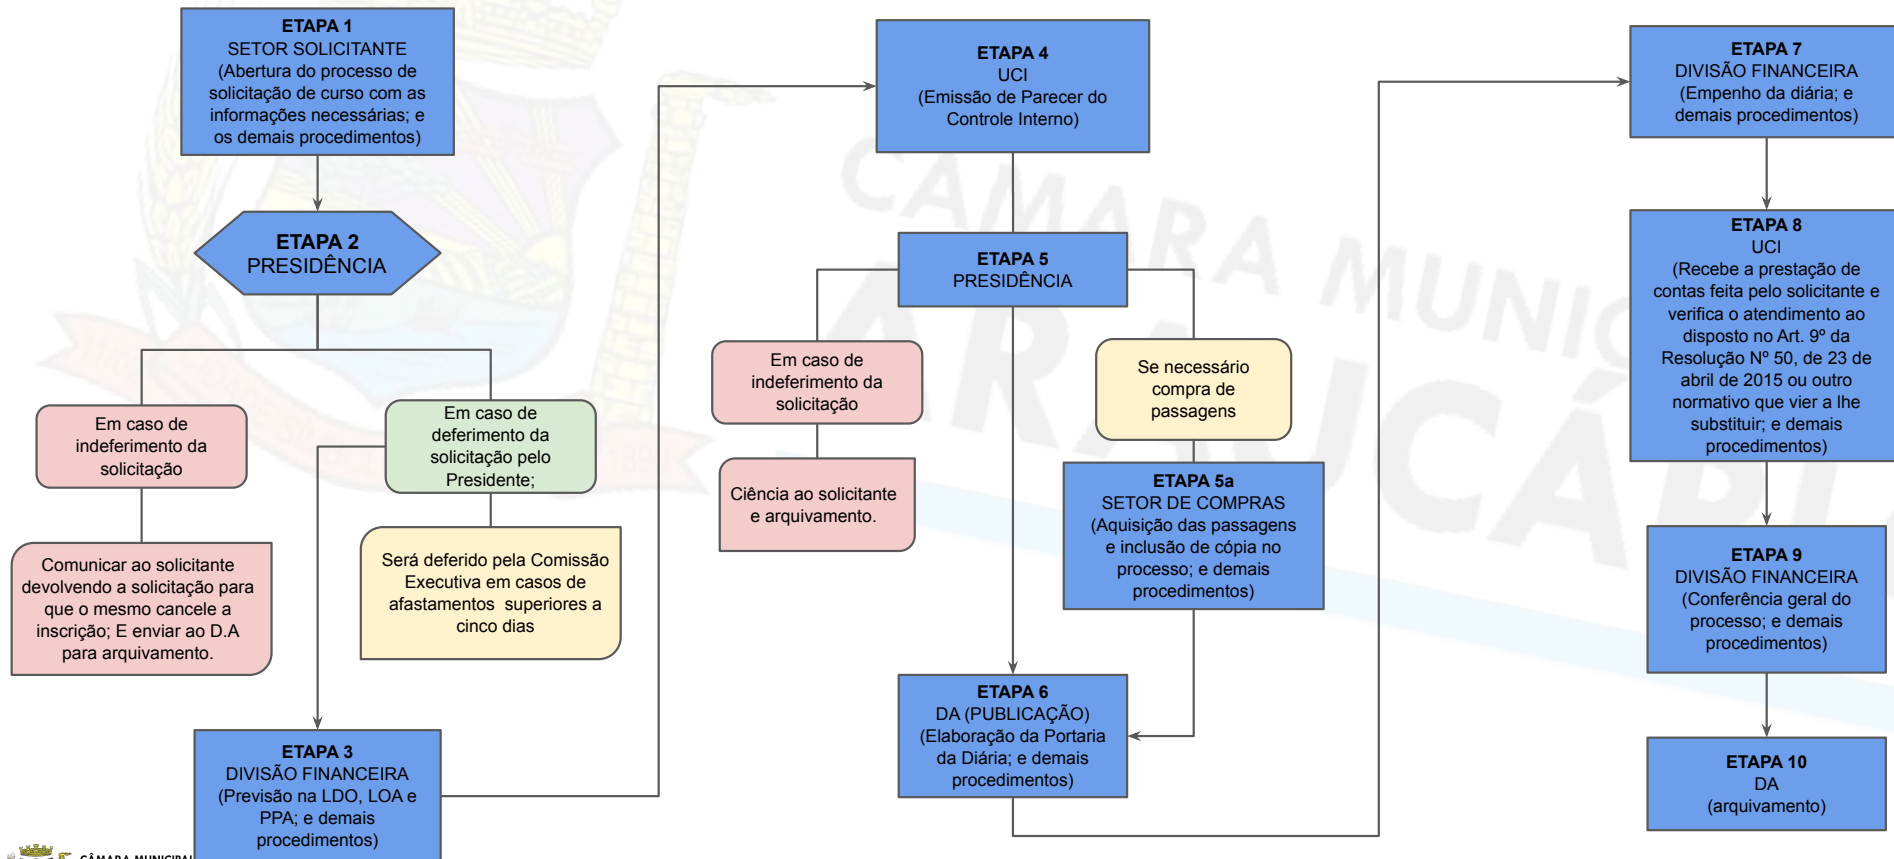 ETAPA 1
SETOR SOLICITANTE
(Abertura do processo de
solicitação de curso com as
informações necessárias; e
os demais procedimentos)
ETAPA 2
PRESIDÊNCIA
Em caso de
indeferimento da
solicitação
Em caso de
deferimento da
solicitação pelo
Presidente;
Comunicar ao solicitante
devolvendo a solicitação para
que o mesmo cancele a
inscrição; E enviar ao D.A
para arquivamento.
Será deferido pela Comissão
Executiva em casos de
afastamentos superiores a
cinco dias
ETAPA 3
DIVISÃO FINANCEIRA
(Previsão na LDO, LOA e
PPA; e demais
procedimentos)
ETAPA 4
UCI
(Emissão de Parecer do
Controle Interno)
ETAPA 5
PRESIDÊNCIA
Em caso de
indeferimento da
solicitação
Se necessário
compra de
passagens
Ciência ao solicitante
e arquivamento.
ETAPA 5a
SETOR DE COMPRAS
(Aquisição das passagens
e inclusão de cópia no
processo; e demais
procedimentos)
ETAPA 6
DA (PUBLICAÇÃO)
(Elaboração da Portaria
da Diária; e demais
procedimentos)
ETAPA 7
DIVISÃO FINANCEIRA
(Empenho da diária; e
demais procedimentos)
ETAPA 8
UCI
(Recebe a prestação de
contas feita pelo solicitante e
verifica o atendimento ao
disposto no Art. 9º da
Resolução Nº 50, de 23 de
abril de 2015 ou outro
normativo que vier a lhe
substituir; e demais
procedimentos)
ETAPA 9
DIVISÃO FINANCEIRA
(Conferência geral do
processo; e demais
procedimentos)
ETAPA 10
DA
(arquivamento)
CÂMARA MUNICIPAL